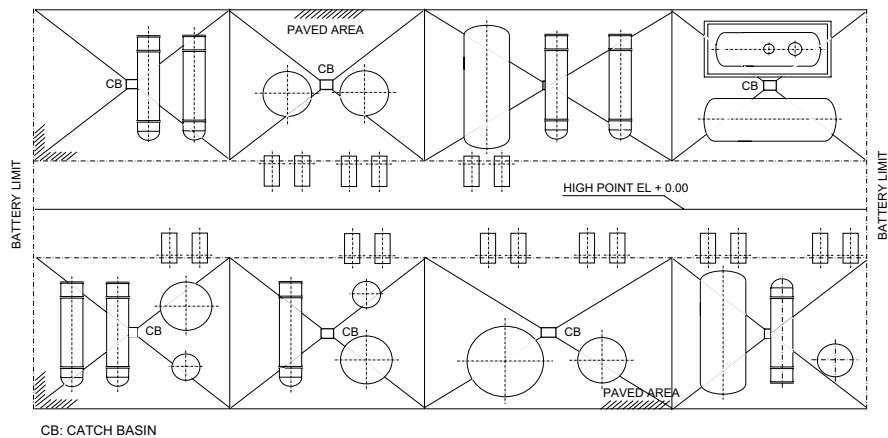 PAVED AREA
CB
CB
CB
BATTERY LIMIT
BATTERY LIMIT
HIGH POINT EL + 0.00
CB
CB
CB
PAVED AREA
CB: CATCH BASIN